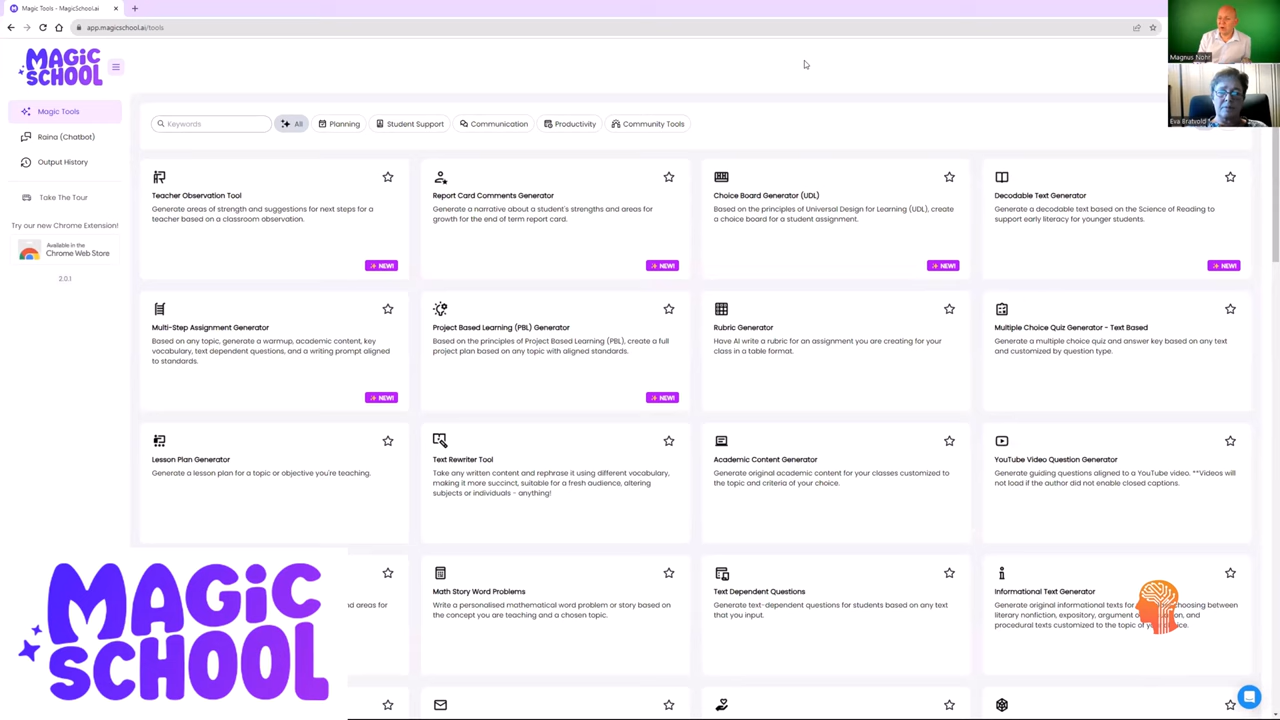 Magic Tools - MagicSchool.ai
app.magicschool.ai/tools
Magnus Nohr
Eva Bratvold
MAGIC
SCHOOL
Magic Tools
Raina (Chatbot)
Output History
Take The Tour
Try our new Chrome Extension!
Available in the
Chrome Web Store
2.0.1
Keywords
All
Planning
Student Support
Communication
Productivity
Community Tools
Teacher Observation Tool
Generate areas of strength and suggestions for next steps for a
teacher based on a classroom observation.
NEW!
Report Card Comments Generator
Generate a narrative about a student's strengths and areas for
growth for the end of term report card.
NEW!
Choice Board Generator (UDL)
Based on the principles of Universal Design for Learning (UDL), create
a choice board for a student assignment.
NEW!
Decodable Text Generator
Generate a decodable text based on the Science of Reading to
support early literacy for younger students.
NEW!
Multi-Step Assignment Generator
Based on any topic, generate a warmup, academic content, key
vocabulary, text dependent questions, and a writing prompt aligned
to standards.
NEW!
Project Based Learning (PBL) Generator
Based on the principles of Project Based Learning (PBL), create a full
project plan based on any topic with aligned standards.
NEW!
Rubric Generator
Have AI write a rubric for an assignment you are creating for your
class in a table format.
Multiple Choice Quiz Generator - Text Based
Generate a multiple choice quiz and answer key based on any text
and customized by question type.
Lesson Plan Generator
Generate a lesson plan for a topic or objective you're teaching.
Text Rewriter Tool
Take any written content and rephrase it using different vocabulary,
making it more succinct, suitable for a fresh audience, altering
subjects or individuals - anything!
Academic Content Generator
Generate original academic content for your classes customized to
the topic and criteria of your choice.
YouTube Video Question Generator
Generate guiding questions aligned to a YouTube video. **Videos will
not load if the author did not enable closed captions.
MAGIC
SCHOOL
nd areas for
Math Story Word Problems
Write a personalised mathematical word problem or story based on
the concept you are teaching and a chosen topic.
Text Dependent Questions
Generate text-dependent questions for students based on any text
that you input.
Informational Text Generator
Generate original informational texts for choosing between
literary nonfiction, expository, argument and
procedural texts customized to the topic of choice.